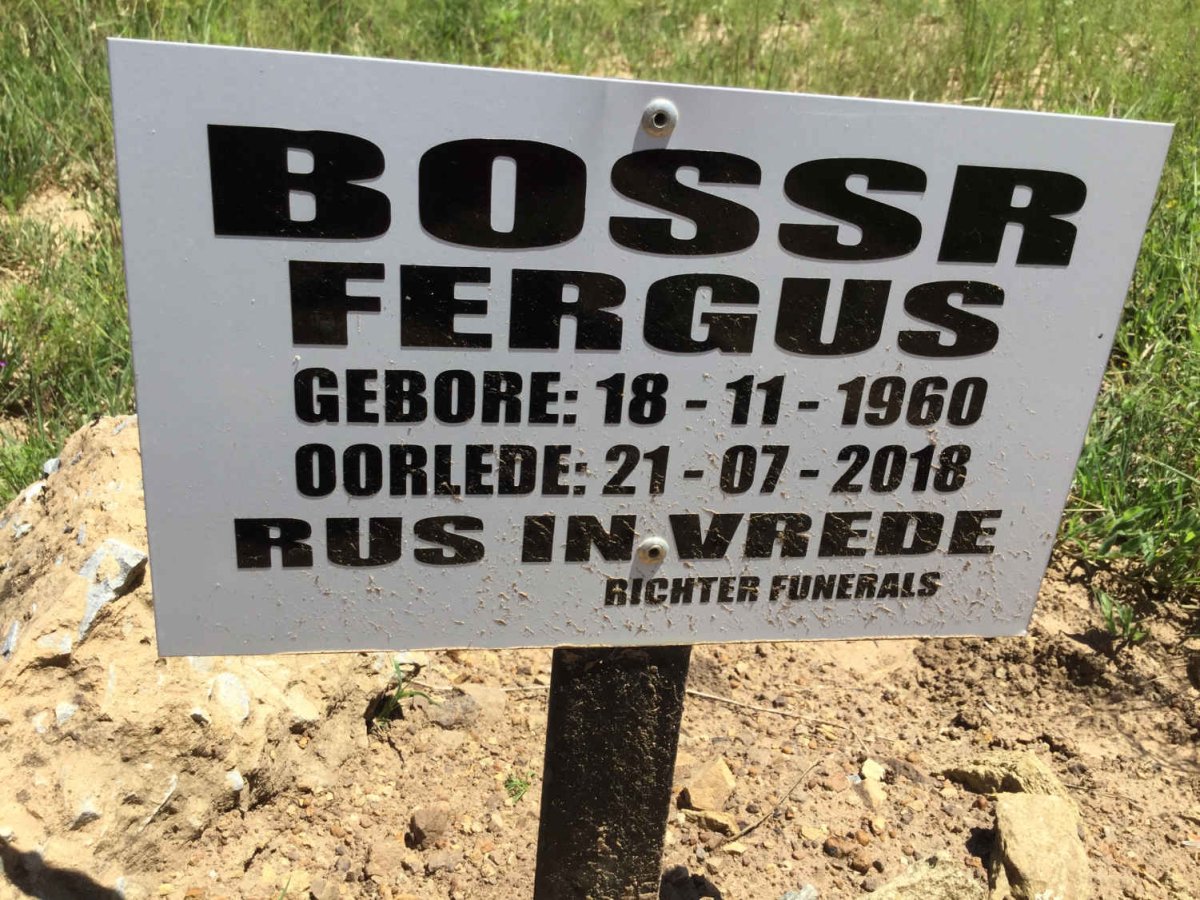 BOSSR
FERGUS
GEBORE: 18 - 11 - 1960
OORLEDE: 21 - 07 - 2018
RUS IN VREDE
RICHTER FUNERALS